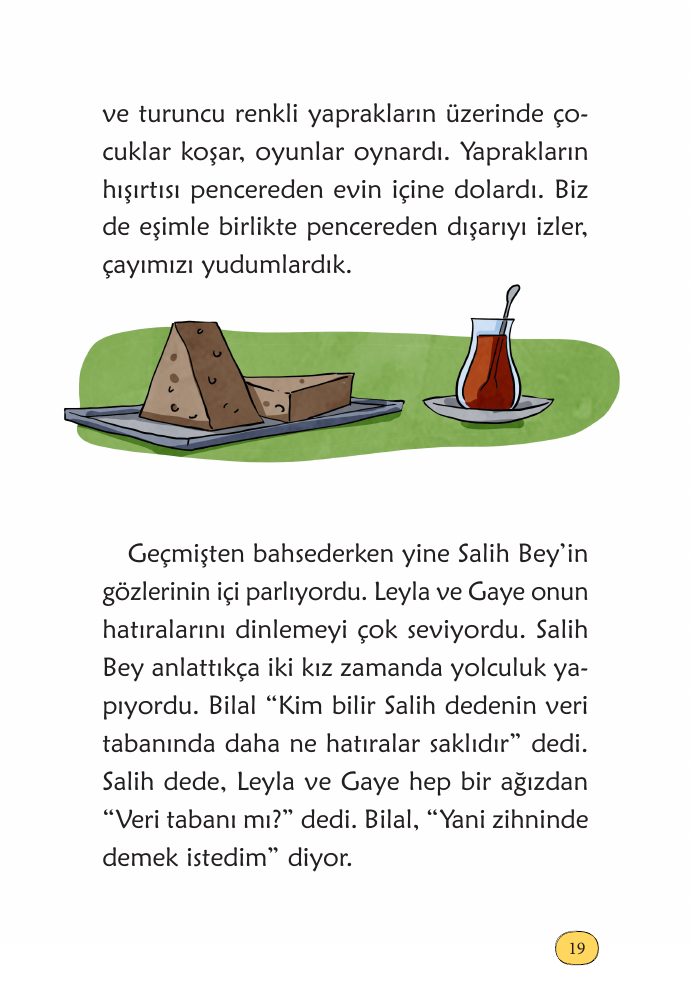 ve turuncu renkli yaprakların üzerinde ço-
cuklar koşar, oyunlar oynardı. Yaprakların
hışırtısı pencereden evin içine dolardı. Biz
de eşimle birlikte pencereden dışarıyı izler,
çayımızı yudumlardık.
Geçmişten bahsederken yine Salih Bey’in
gözlerinin içi parlıyordu. Leyla ve Gaye onun
hatıralarını dinlemeyi çok seviyordu. Salih
Bey anlattıkça iki kız zamanda yolculuk ya-
pıyordu. Bilal “Kim bilir Salih dedenin veri
tabanında daha ne hatıralar saklıdır” dedi.
Salih dede, Leyla ve Gaye hep bir ağızdan
“Veri tabanı mı?” dedi. Bilal, “Yani zihninde
demek istedim” diyor.
19